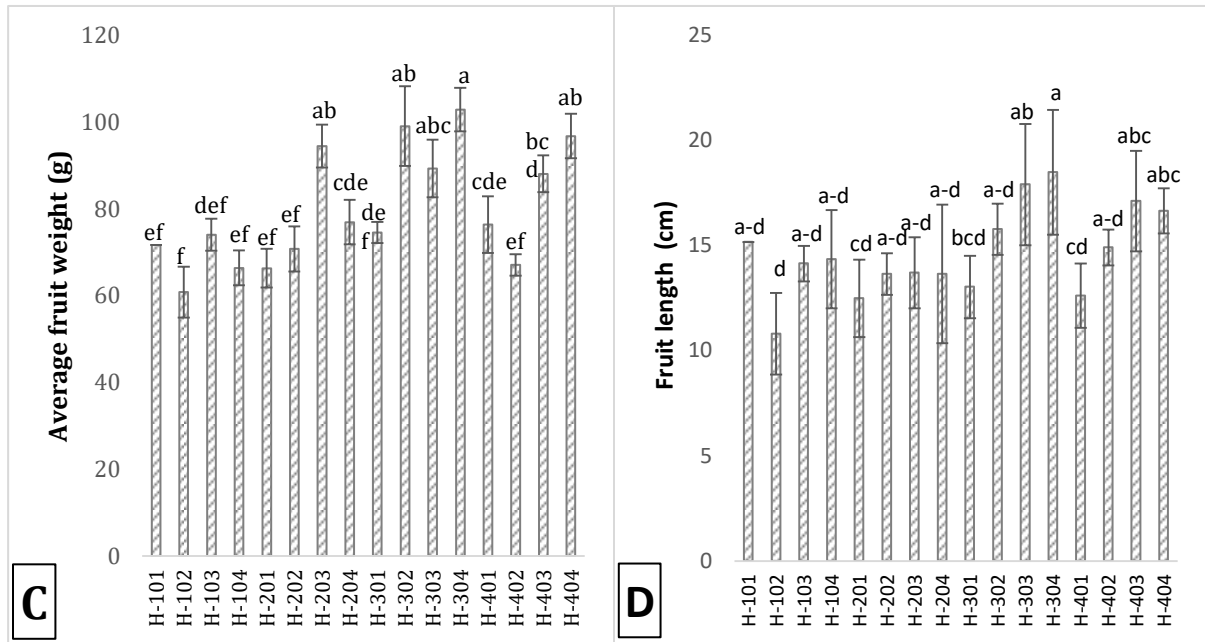 120
100
80
60
40
20
0
Average fruit weight (g)
ef
f
def
ef
ef
ef
ab
cde
de
f
ab
abc
a
cde
ef
bc
d
ab
H-101
H-102
H-103
H-104
H-201
H-202
H-203
H-204
H-301
H-302
H-303
H-304
H-401
H-402
H-403
H-404
C
25
20
15
10
5
0
Fruit length (cm)
a-d
d
a-d
a-d
cd
a-d
a-d
a-d
bcd
a-d
ab
a
cd
a-d
abc
abc
H-101
H-102
H-103
H-104
H-201
H-202
H-203
H-204
H-301
H-302
H-303
H-304
H-401
H-402
H-403
H-404
D